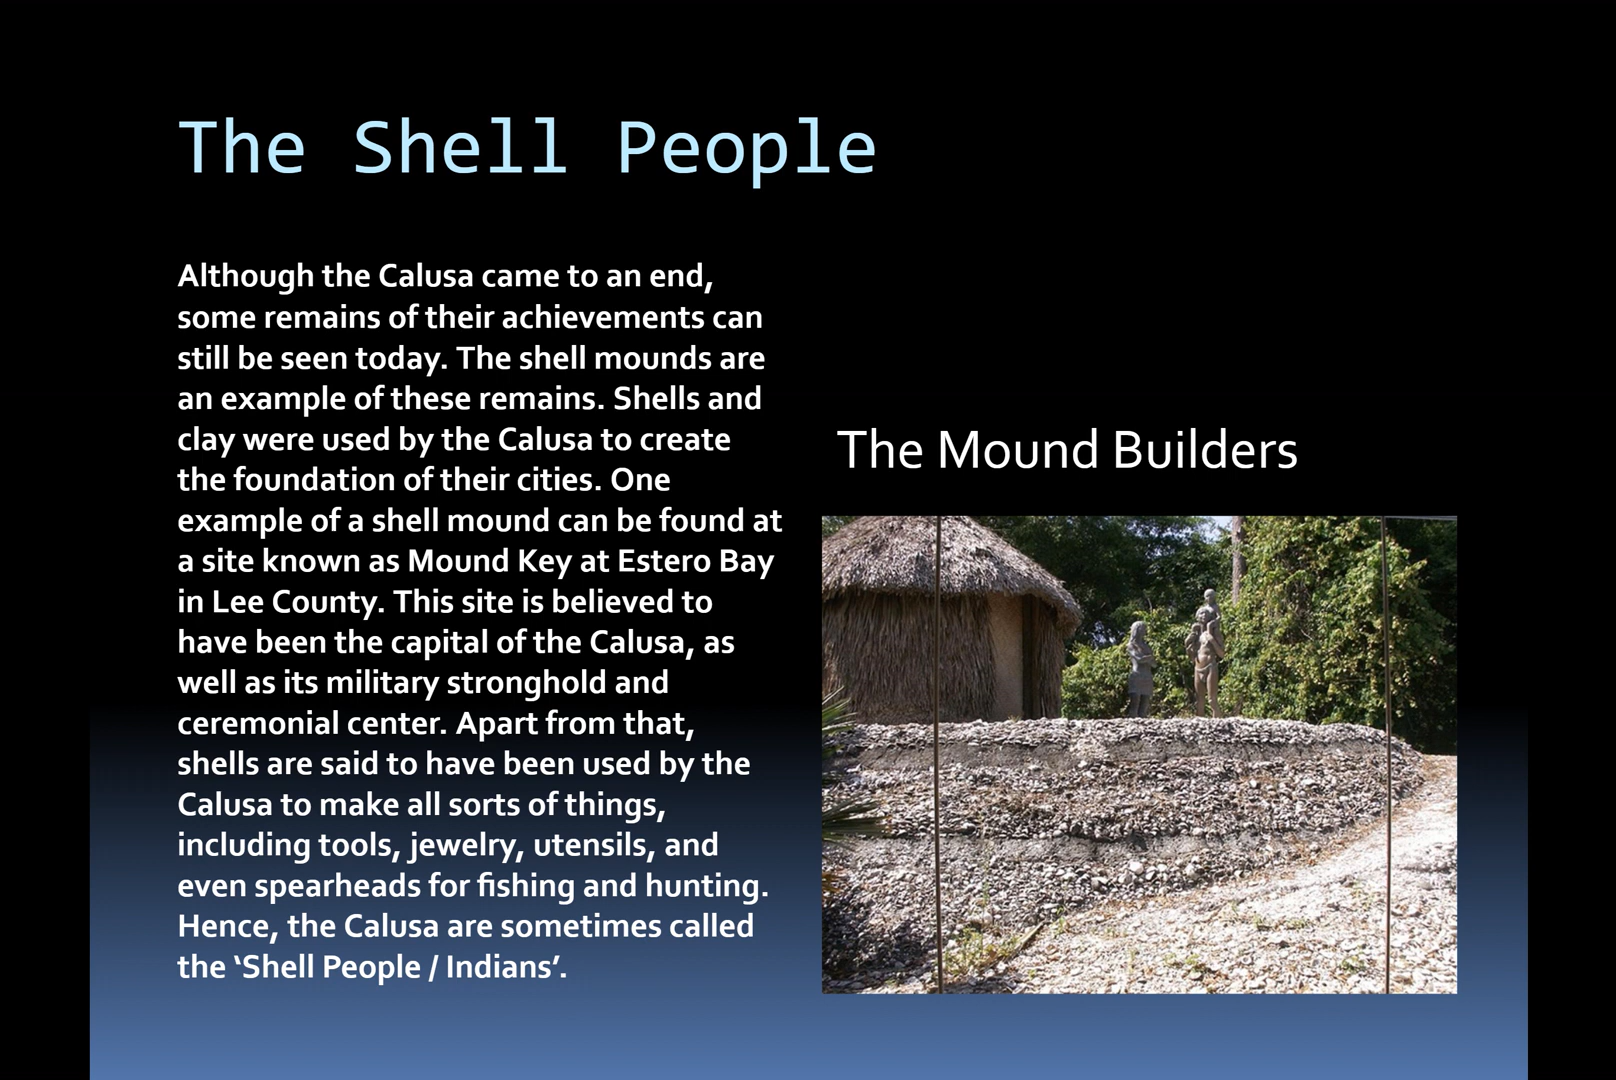 The Shell People
Although the Calusa came to an end,
some remains of their achievements can
still be seen today. The shell mounds are
an example of these remains. Shells and
clay were used by the Calusa to create
the foundation of their cities. One
example of a shell mound can be found at
a site known as Mound Key at Estero Bay
in Lee County. This site is believed to
have been the capital of the Calusa, as
well as its military stronghold and
ceremonial center. Apart from that,
shells are said to have been used by the
Calusa to make all sorts of things,
including tools, jewelry, utensils, and
even spearheads for fishing and hunting.
Hence, the Calusa are sometimes called
the ‘Shell People / Indians’.
The Mound Builders